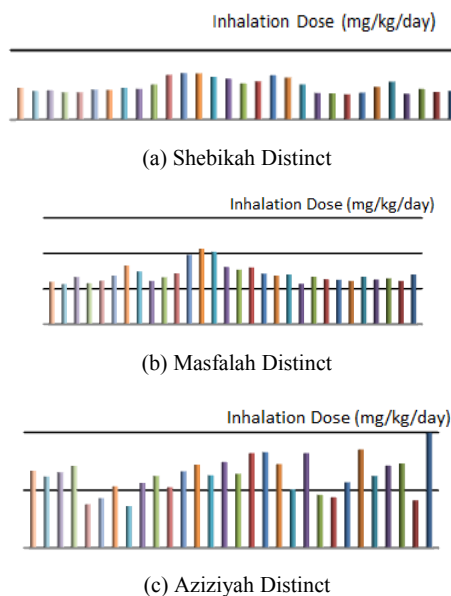 Inhalation Dose (mg/kg/day)
(a) Shebikah Distinct
Inhalation Dose (mg/kg/day)
(b) Masfalah Distinct
Inhalation Dose (mg/kg/day)
(c) Aziziyah Distinct